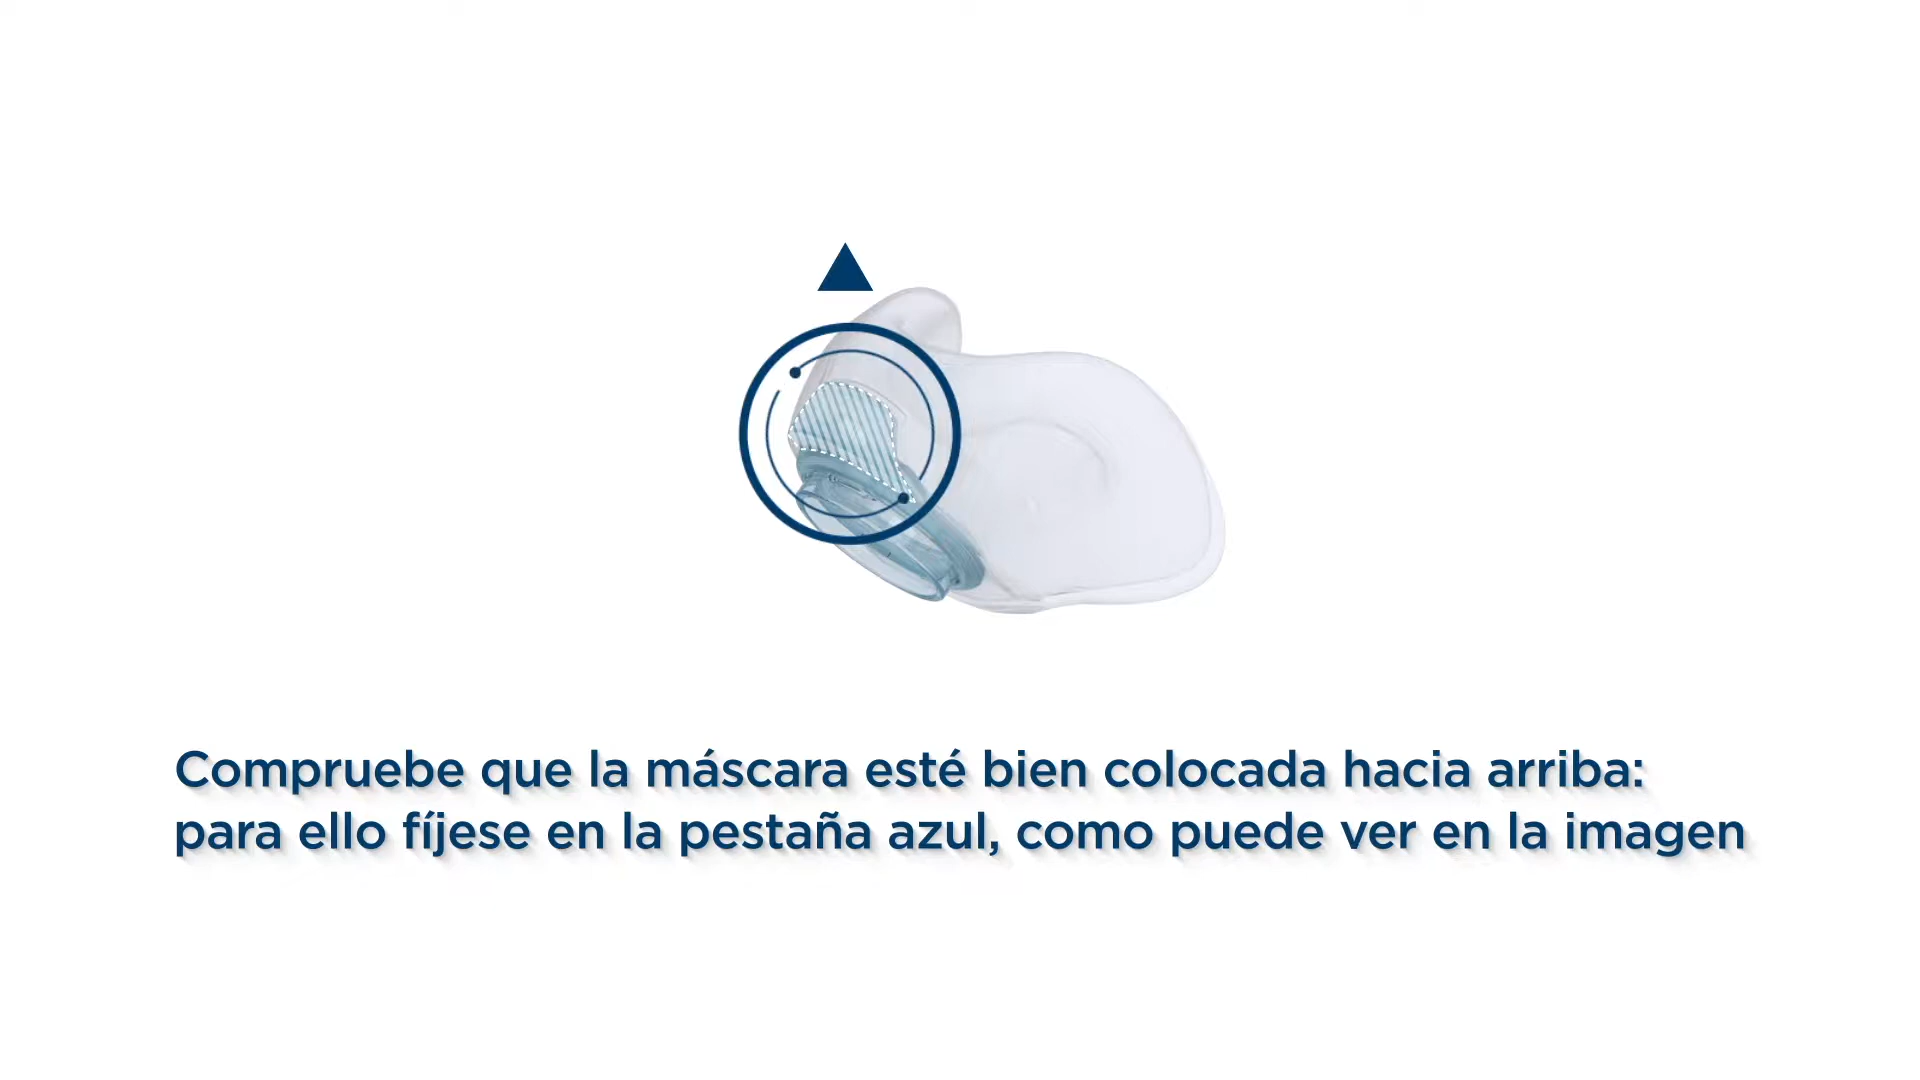 Compruebe que la máscara esté bien colocada hacia arriba:
para ello fíjese en la pestaña azul, como puede ver en la imagen